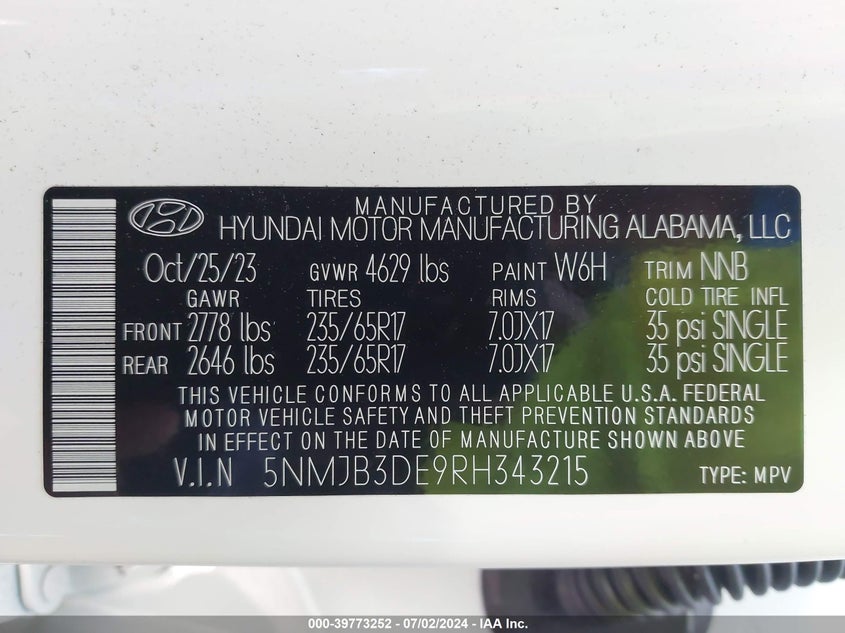 MANUFACTURED BY
HYUNDAI MOTOR MANUFACTURING ALABAMA, LLC
Oct/25/23 GVWR 4629 lbs PAINT W6H TRIM NNB
GAWR TIRES RIMS COLD TIRE INFL
FRONT 2778 lbs 235/65R17 7.0JX17 35 psi SINGLE
REAR 2646 lbs 235/65R17 7.0JX17 35 psi SINGLE
THIS VEHICLE CONFORMS TO ALL APPLICABLE U.S.A. FEDERAL
MOTOR VEHICLE SAFETY AND THEFT PREVENTION STANDARDS
IN EFFECT ON THE DATE OF MANUFACTURE SHOWN ABOVE
V.I.N 5NMJB3DE9RH343215 TYPE: MPV
000-39773252 - 07/02/2024 - IAA Inc.